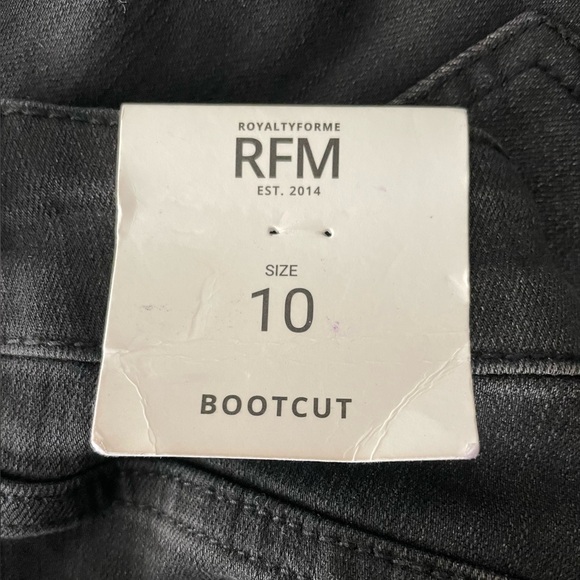 ROYALTYFORME
RFM
EST. 2014
SIZE
10
BOOTCUT